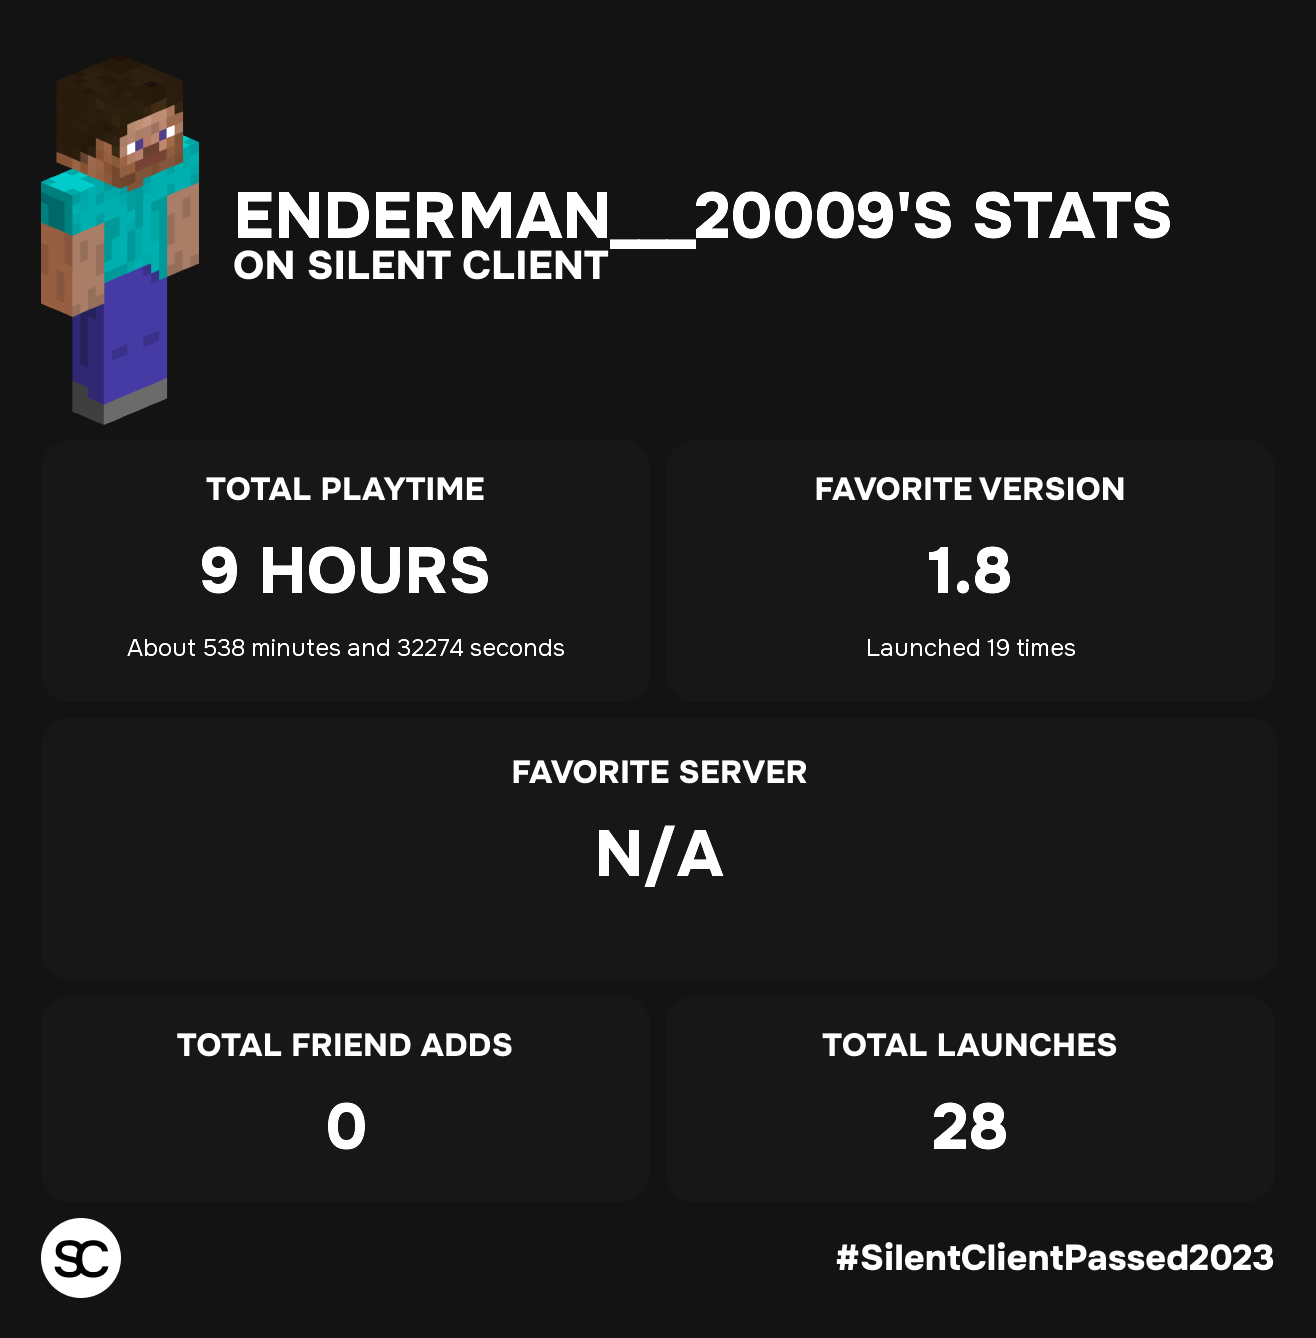 ENDERMAN___20009'S STATS
ON SILENT CLIENT
TOTAL PLAYTIME
9 HOURS
About 538 minutes and 32274 seconds
FAVORITE VERSION
1.8
Launched 19 times
FAVORITE SERVER
N/A
TOTAL FRIEND ADDS
0
TOTAL LAUNCHES
28
SC
#SilentClientPassed2023